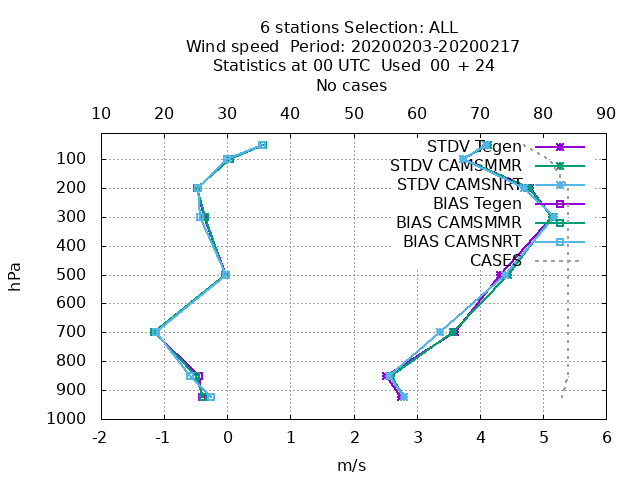 6 stations Selection: ALL
Wind speed  Period: 20200203-20200217
Statistics at 00 UTC  Used  00 + 24
No cases
10 20 30 40 50 60 70 80 90
STDV Tegen
STDV CAMSMMR
STDV CAMSNRT
BIAS Tegen
BIAS CAMSMMR
BIAS CAMSNRT
CASES
hPa
100
200
300
400
500
600
700
800
900
1000
-2 -1 0 1 2 3 4 5 6
m/s